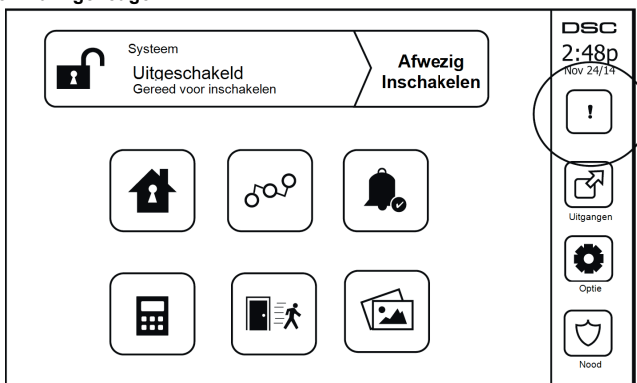 Systeem
Uitgeschakeld
Gereed voor inschakelen
Afwezig
Inschakelen
DSC
2:48p
Nov 24/14
!
Uitgangen
Optie
Nood